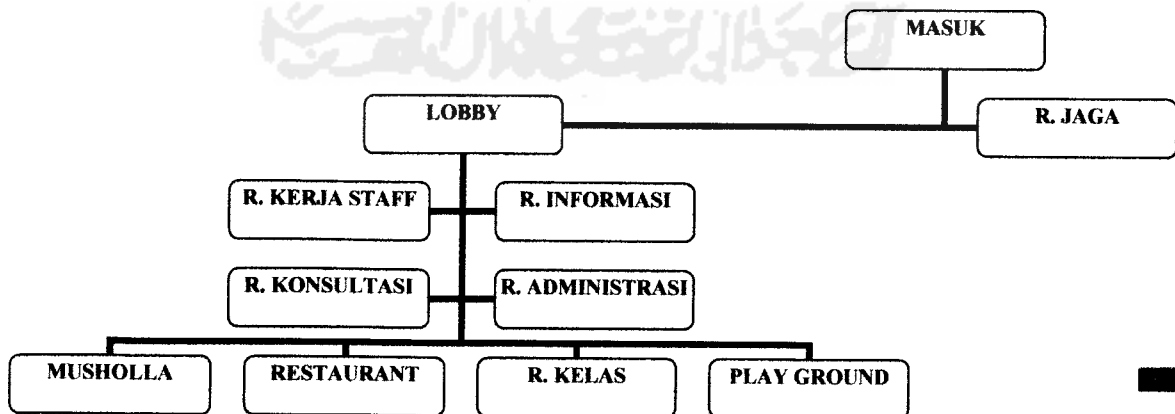 MASUK
LOBBY
R. JAGA
R. KERJA STAFF
R. INFORMASI
R. KONSULTASI
R. ADMINISTRASI
MUSHOLLA
RESTAURANT
R. KELAS
PLAY GROUND